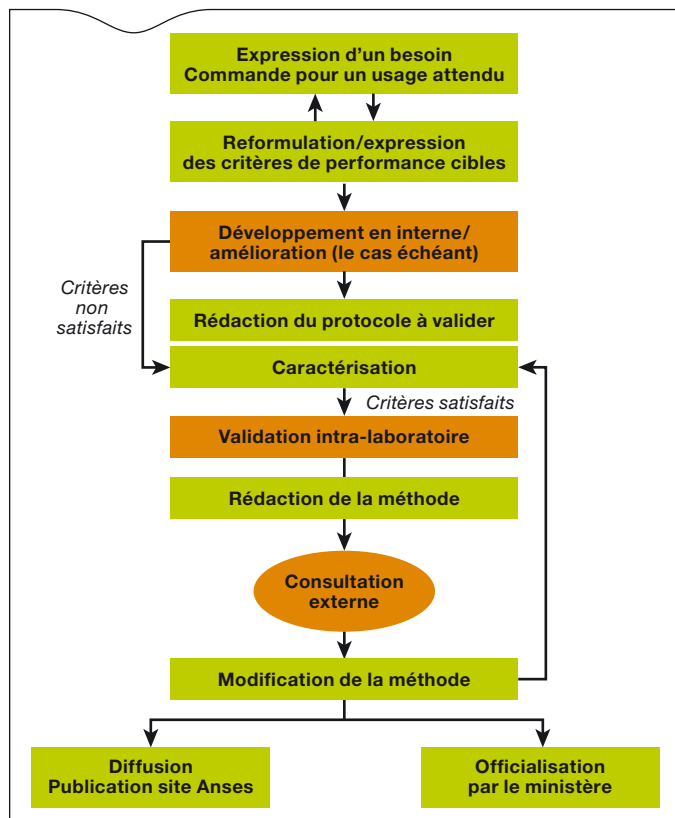 Expression d’un besoin
Commande pour un usage attendu
Reformulation/expression
des critères de performance cibles
Développement en interne/
amélioration (le cas échéant)
Critères
non
satisfaits
Rédaction du protocole à valider
Caractérisation
Critères satisfaits
Validation intra-laboratoire
Rédaction de la méthode
Consultation
externe
Modification de la méthode
Diffusion
Publication site Anses
Officialisation
par le ministère